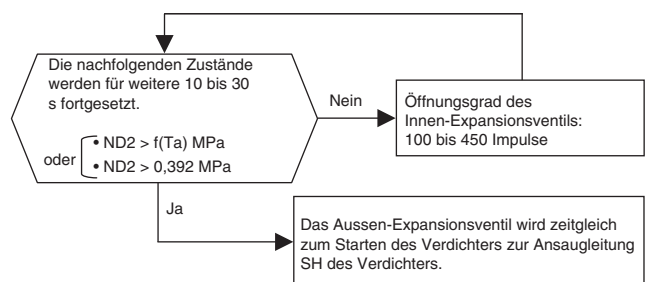 Die nachfolgenden Zustände
werden für weitere 10 bis 30
s fortgesetzt.
oder
• ND2 > f(Ta) MPa
• ND2 > 0,392 MPa
Nein
Öffnungsgrad des
Innen-Expansionsventils:
100 bis 450 Impulse
Ja
Das Aussen-Expansionsventil wird zeitgleich
zum Starten des Verdichters zur Ansaugleitung
SH des Verdichters.